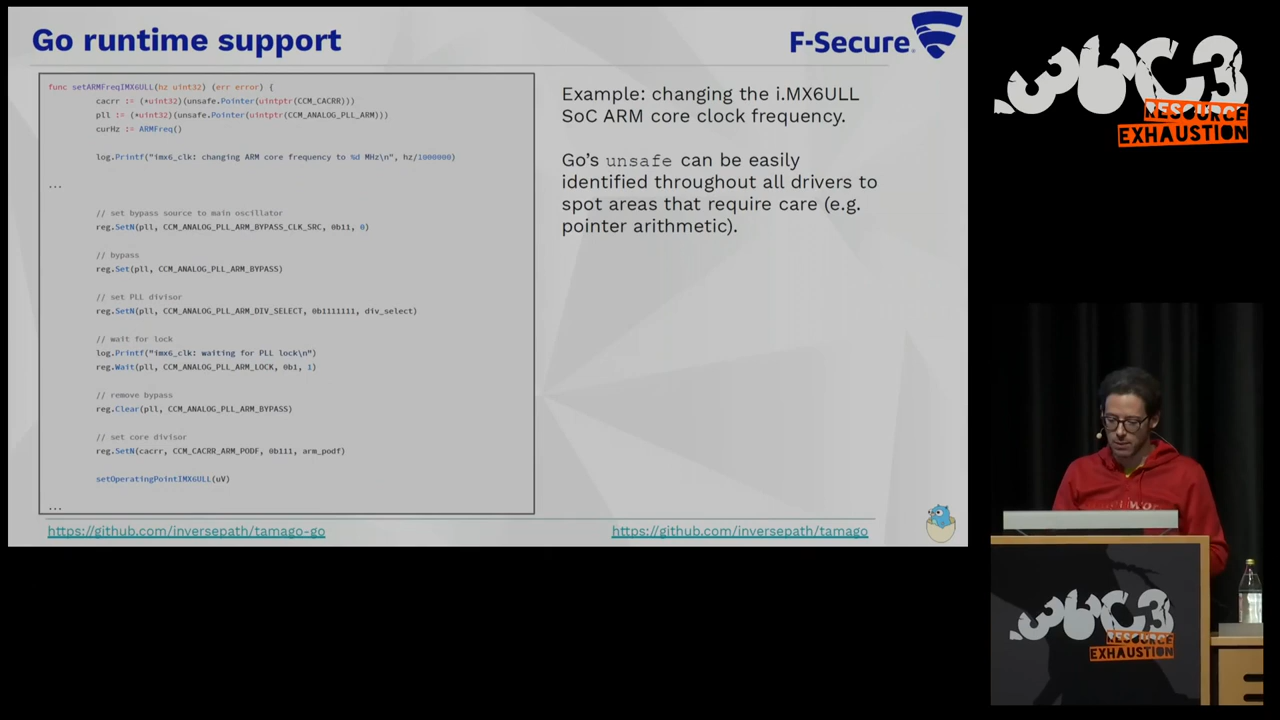 Go runtime support
F-Secure.
func setARMFreqIMX6ULL(hz uint32) (err error) {
cacrr := (*uint32)(unsafe.Pointer(uintptr(CCM_CACRR)))
pll := (*uint32)(unsafe.Pointer(uintptr(CCM_ANALOG_PLL_ARM)))
curHz := ARMFreq()
log.Printf("imx6_clk: changing ARM core frequency to %d MHz\n", hz/1000000)
...
// set bypass source to main oscillator
reg.SetN(pll, CCM_ANALOG_PLL_ARM_BYPASS_CLK_SRC, 0b11, 0)
// bypass
reg.Set(pll, CCM_ANALOG_PLL_ARM_BYPASS)
// set PLL divisor
reg.SetN(pll, CCM_ANALOG_PLL_ARM_DIV_SELECT, 0b1111111, div_select)
// wait for lock
log.Printf("imx6_clk: waiting for PLL lock\n")
reg.Wait(pll, CCM_ANALOG_PLL_ARM_LOCK, 0b1, 1)
// remove bypass
reg.Clear(pll, CCM_ANALOG_PLL_ARM_BYPASS)
// set core divisor
reg.SetN(cacrr, CCM_CACRR_ARM_PODF, 0b111, arm_podf)
setOperatingPointIMX6ULL(uV)
...
Example: changing the i.MX6ULL
SoC ARM core clock frequency.
Go's unsafe can be easily
identified throughout all drivers to
spot areas that require care (e.g.
pointer arithmetic).
https://github.com/inversepath/tamago-go
https://github.com/inversepath/tamago
36C3
RESOURCE
EXHAUSTION
36C3
RESOURCE
EXHAUSTION